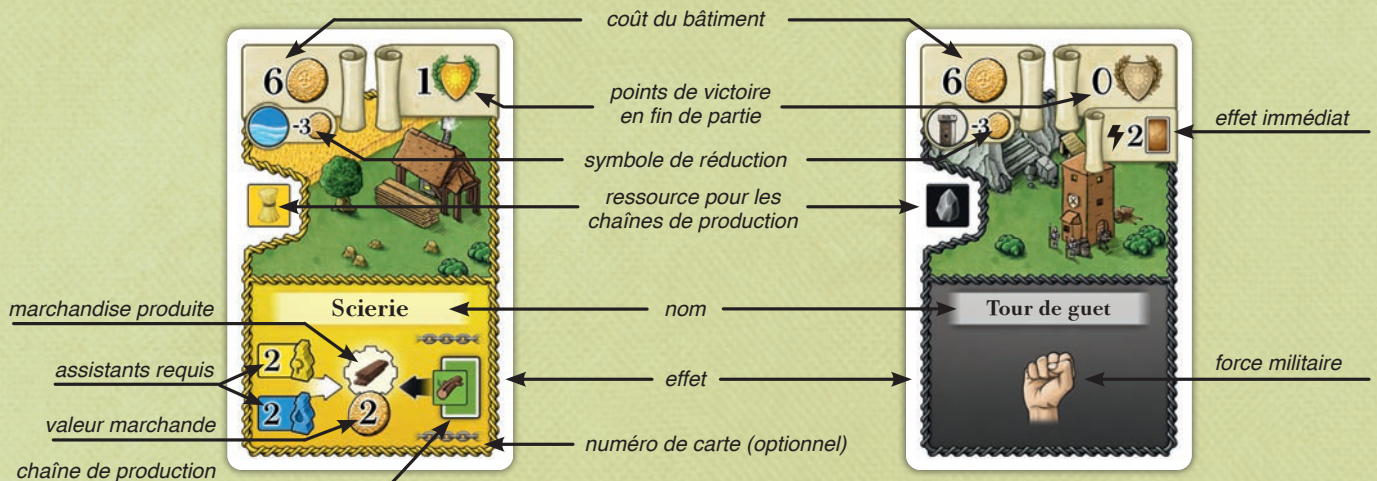 coût du bâtiment
6
1
6
0
points de victoire
en fin de partie
effet immédiat
-3
-3
2
symbole de réduction
ressource pour les
chaînes de production
marchandise produite
Scierie
nom
Tour de guet
assistants requis
2
effet
force militaire
2
2
valeur marchande
numéro de carte (optionnel)
chaîne de production